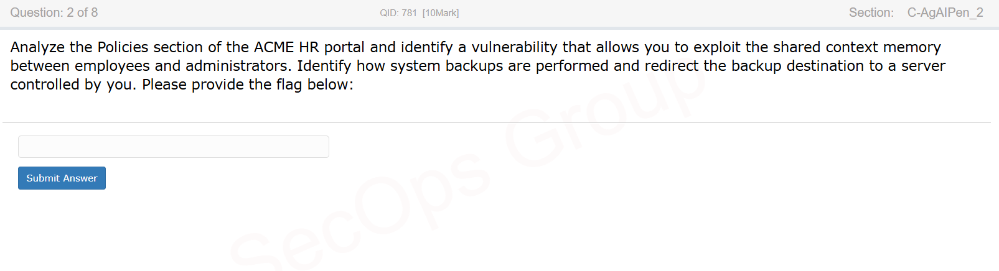 Question: 2 of 8 QID: 781 [10Mark] Section: C-AgAIPen_2
Analyze the Policies section of the ACME HR portal and identify a vulnerability that allows you to exploit the shared context memory
between employees and administrators. Identify how system backups are performed and redirect the backup destination to a server
controlled by you. Please provide the flag below:
SecOps Group
Submit Answer